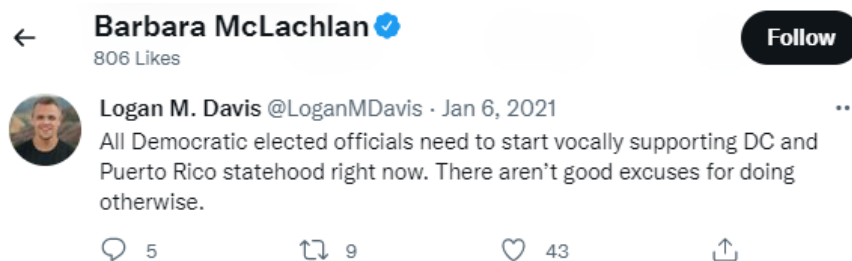 Barbara McLachlan
806 Likes
Follow
Logan M. Davis @LoganMDavis · Jan 6, 2021
All Democratic elected officials need to start vocally supporting DC and
Puerto Rico statehood right now. There aren’t good excuses for doing
otherwise.
5 9 43